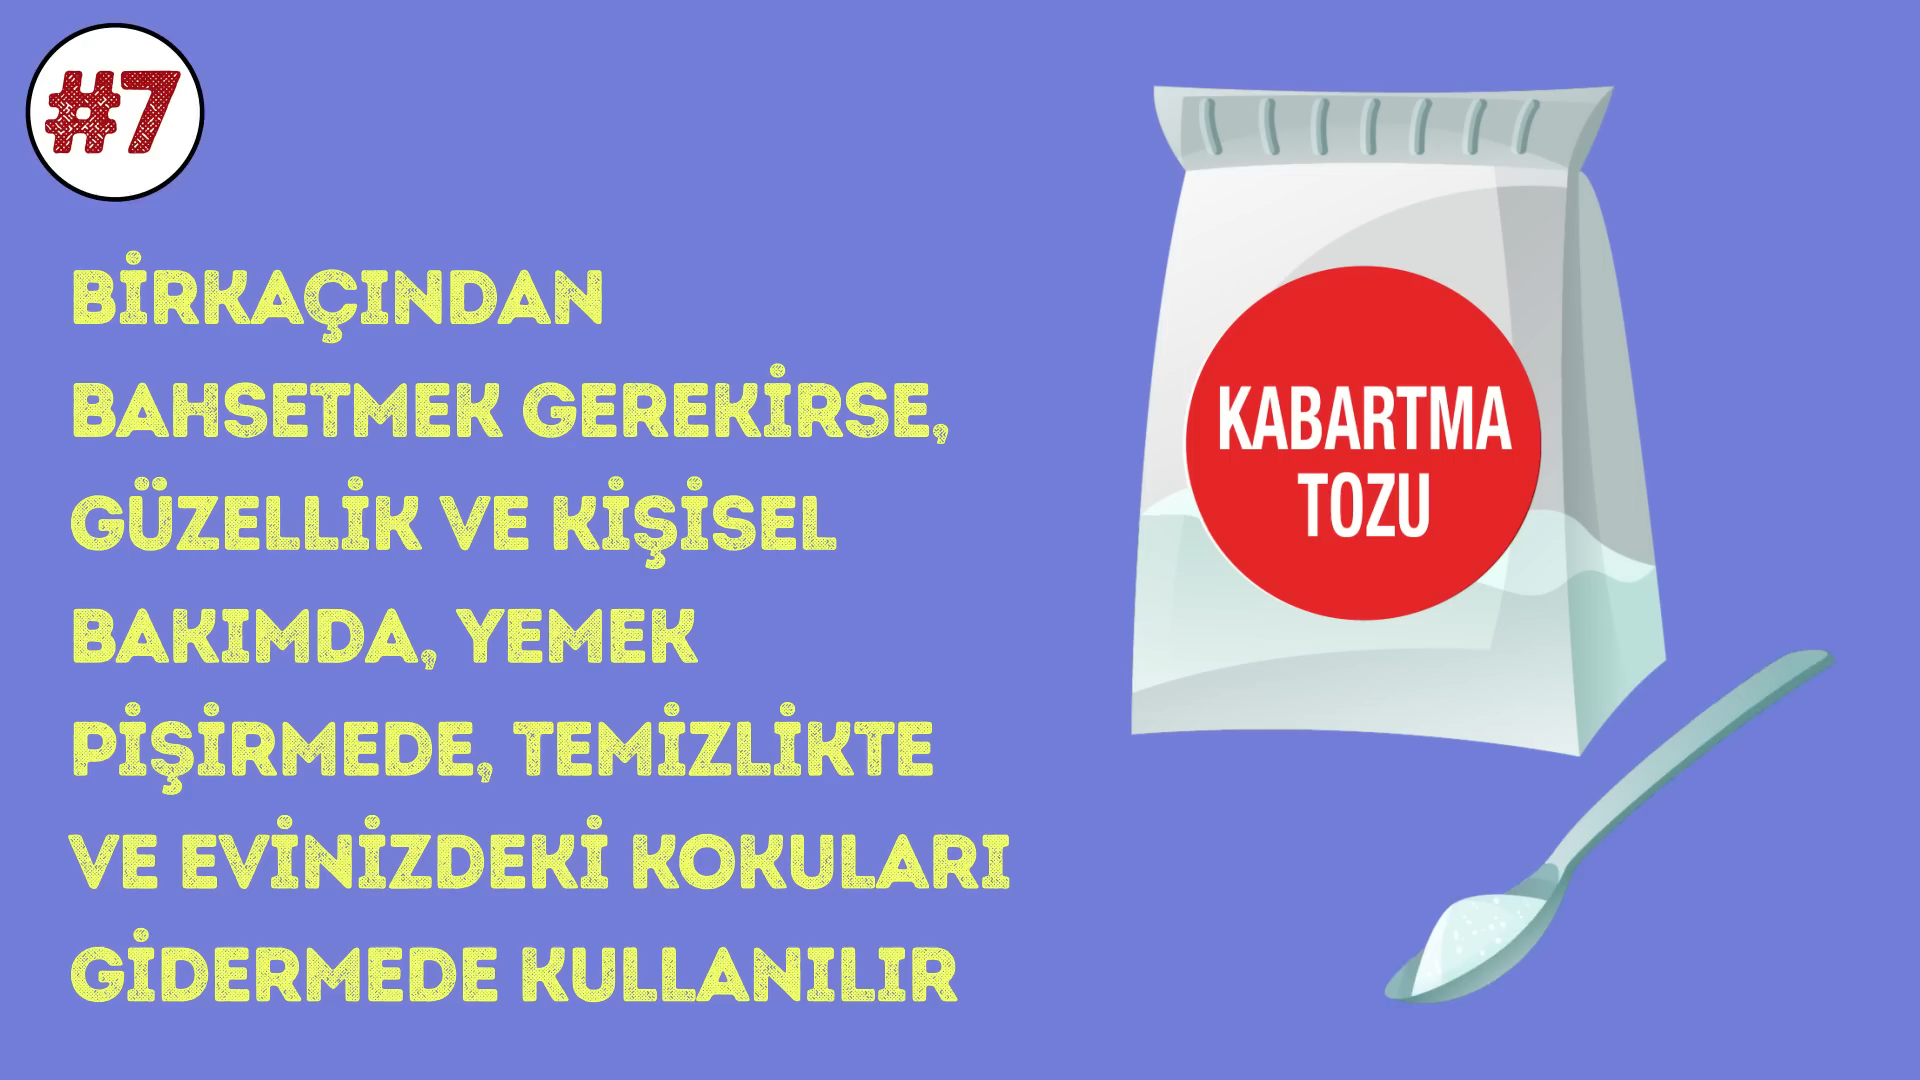 #7
BİRKAÇINDAN
BAHSETMEK GEREKİRSE,
GÜZELLİK VE KİŞİSEL
BAKIMDA, YEMEK
PİŞİRMEDE, TEMİZLİKTE
VE EVİNİZDEKİ KOKULARI
GİDERMEDE KULLANILIR
KABARTMA
TOZU